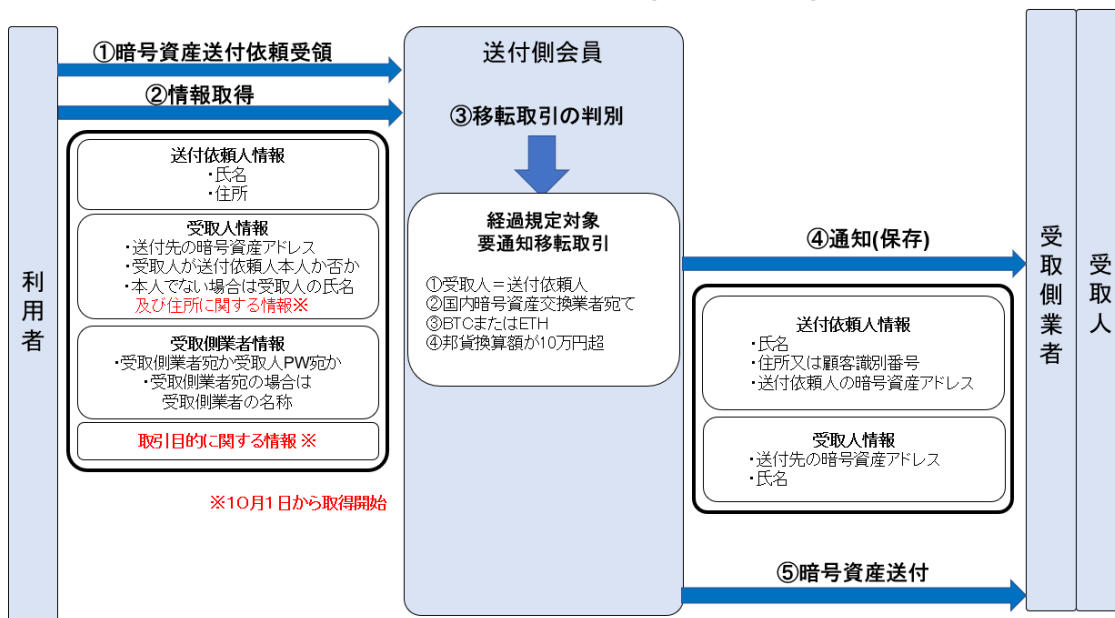 ①暗号資産送付依頼受領
②情報取得
利用者
送付依頼人情報
・氏名
・住所
受取人情報
・送付先の暗号資産アドレス
・受取人が送付依頼人本人か否か
・本人でない場合は受取人の氏名
及び住所に関する情報※
受取側業者情報
・受取側業者宛か受取人PW宛か
・受取側業者宛の場合は
受取側業者の名称
取引目的に関する情報※
※10月1日から取得開始
送付側会員
③移転取引の判別
経過規定対象
要通知移転取引
①受取人=送付依頼人
②国内暗号資産交換業者宛て
③BTCまたはETH
④邦貨換算額が10万円超
④通知(保存)
送付依頼人情報
・氏名
・住所又は顧客識別番号
・送付依頼人の暗号資産アドレス
受取人情報
・送付先の暗号資産アドレス
・氏名
⑤暗号資産送付
受取側業者
受取人